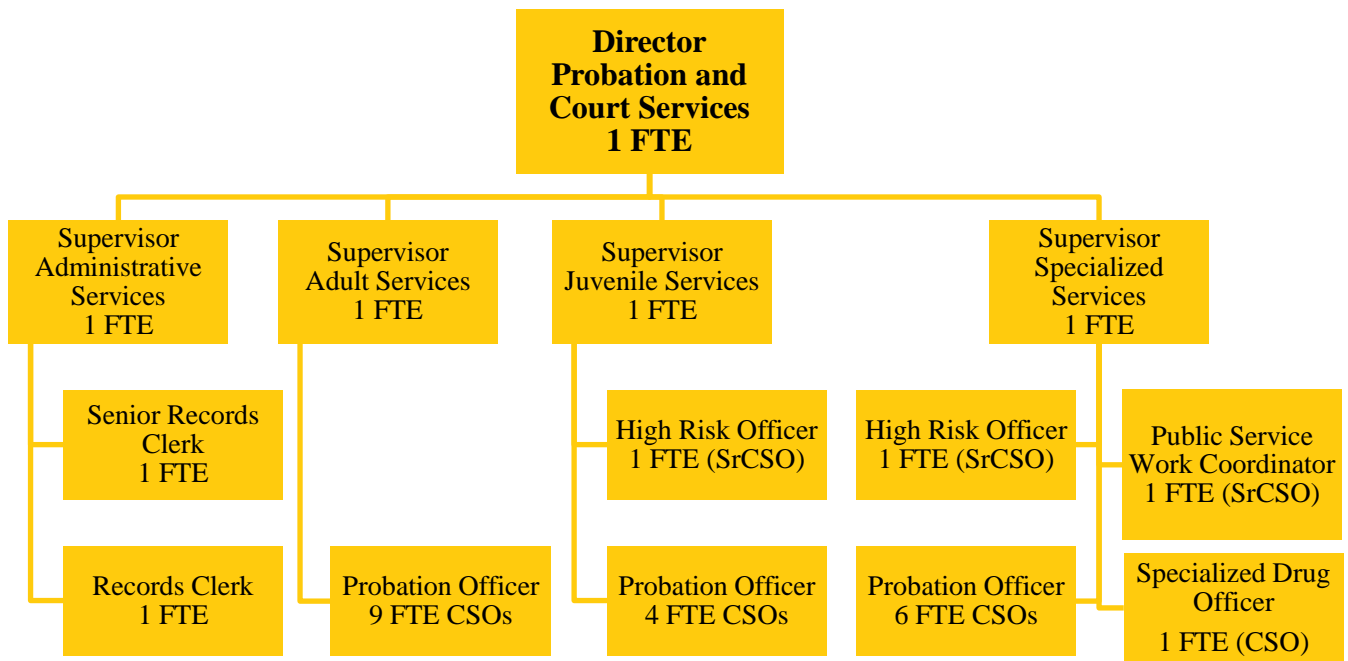 Director
Probation and
Court Services
1 FTE
Supervisor
Administrative
Services
1 FTE
Supervisor
Adult Services
1 FTE
Supervisor
Juvenile Services
1 FTE
Supervisor
Specialized
Services
1 FTE
Senior Records
Clerk
1 FTE
High Risk Officer
1 FTE (SrCSO)
High Risk Officer
1 FTE (SrCSO)
Public Service
Work Coordinator
1 FTE (SrCSO)
Records Clerk
1 FTE
Probation Officer
9 FTE CSOs
Probation Officer
4 FTE CSOs
Probation Officer
6 FTE CSOs
Specialized Drug
Officer
1 FTE (CSO)